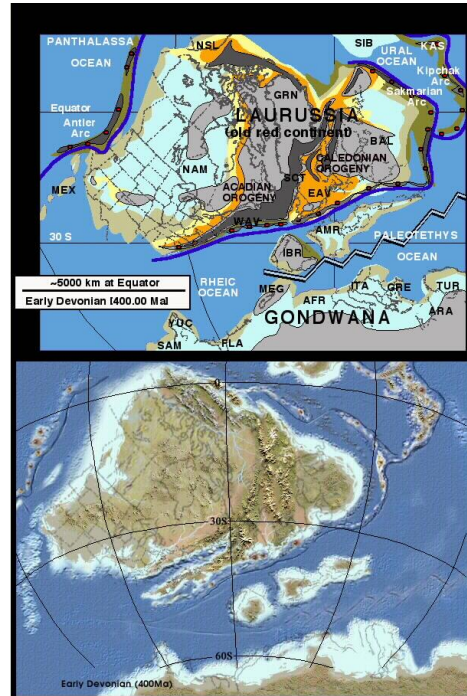 PANTHALASSA
OCEAN
NSL
SIB
URAL
OCEAN
KAS
Kipchak
Arc
Sakmarian
Arc
GRN
Equator
Antler
Arc
LAURUSSIA
(old red continent)
BAL
CALEDONIAN
OROGENY
NAM
SCT
MEX
ACADIAN
OROGENY
EAV
WAV
AMR
PALEOTETHYS
OCEAN
30 S
IBR
~5000 km at Equator
Early Devonian [400.00 Ma]
RHEIC
OCEAN
MEG
AFR
ITA
GRE
TUR
ARA
GONDWANA
YUC
SAM
FLA
0
30S
60S
Early Devonian (400Ma)